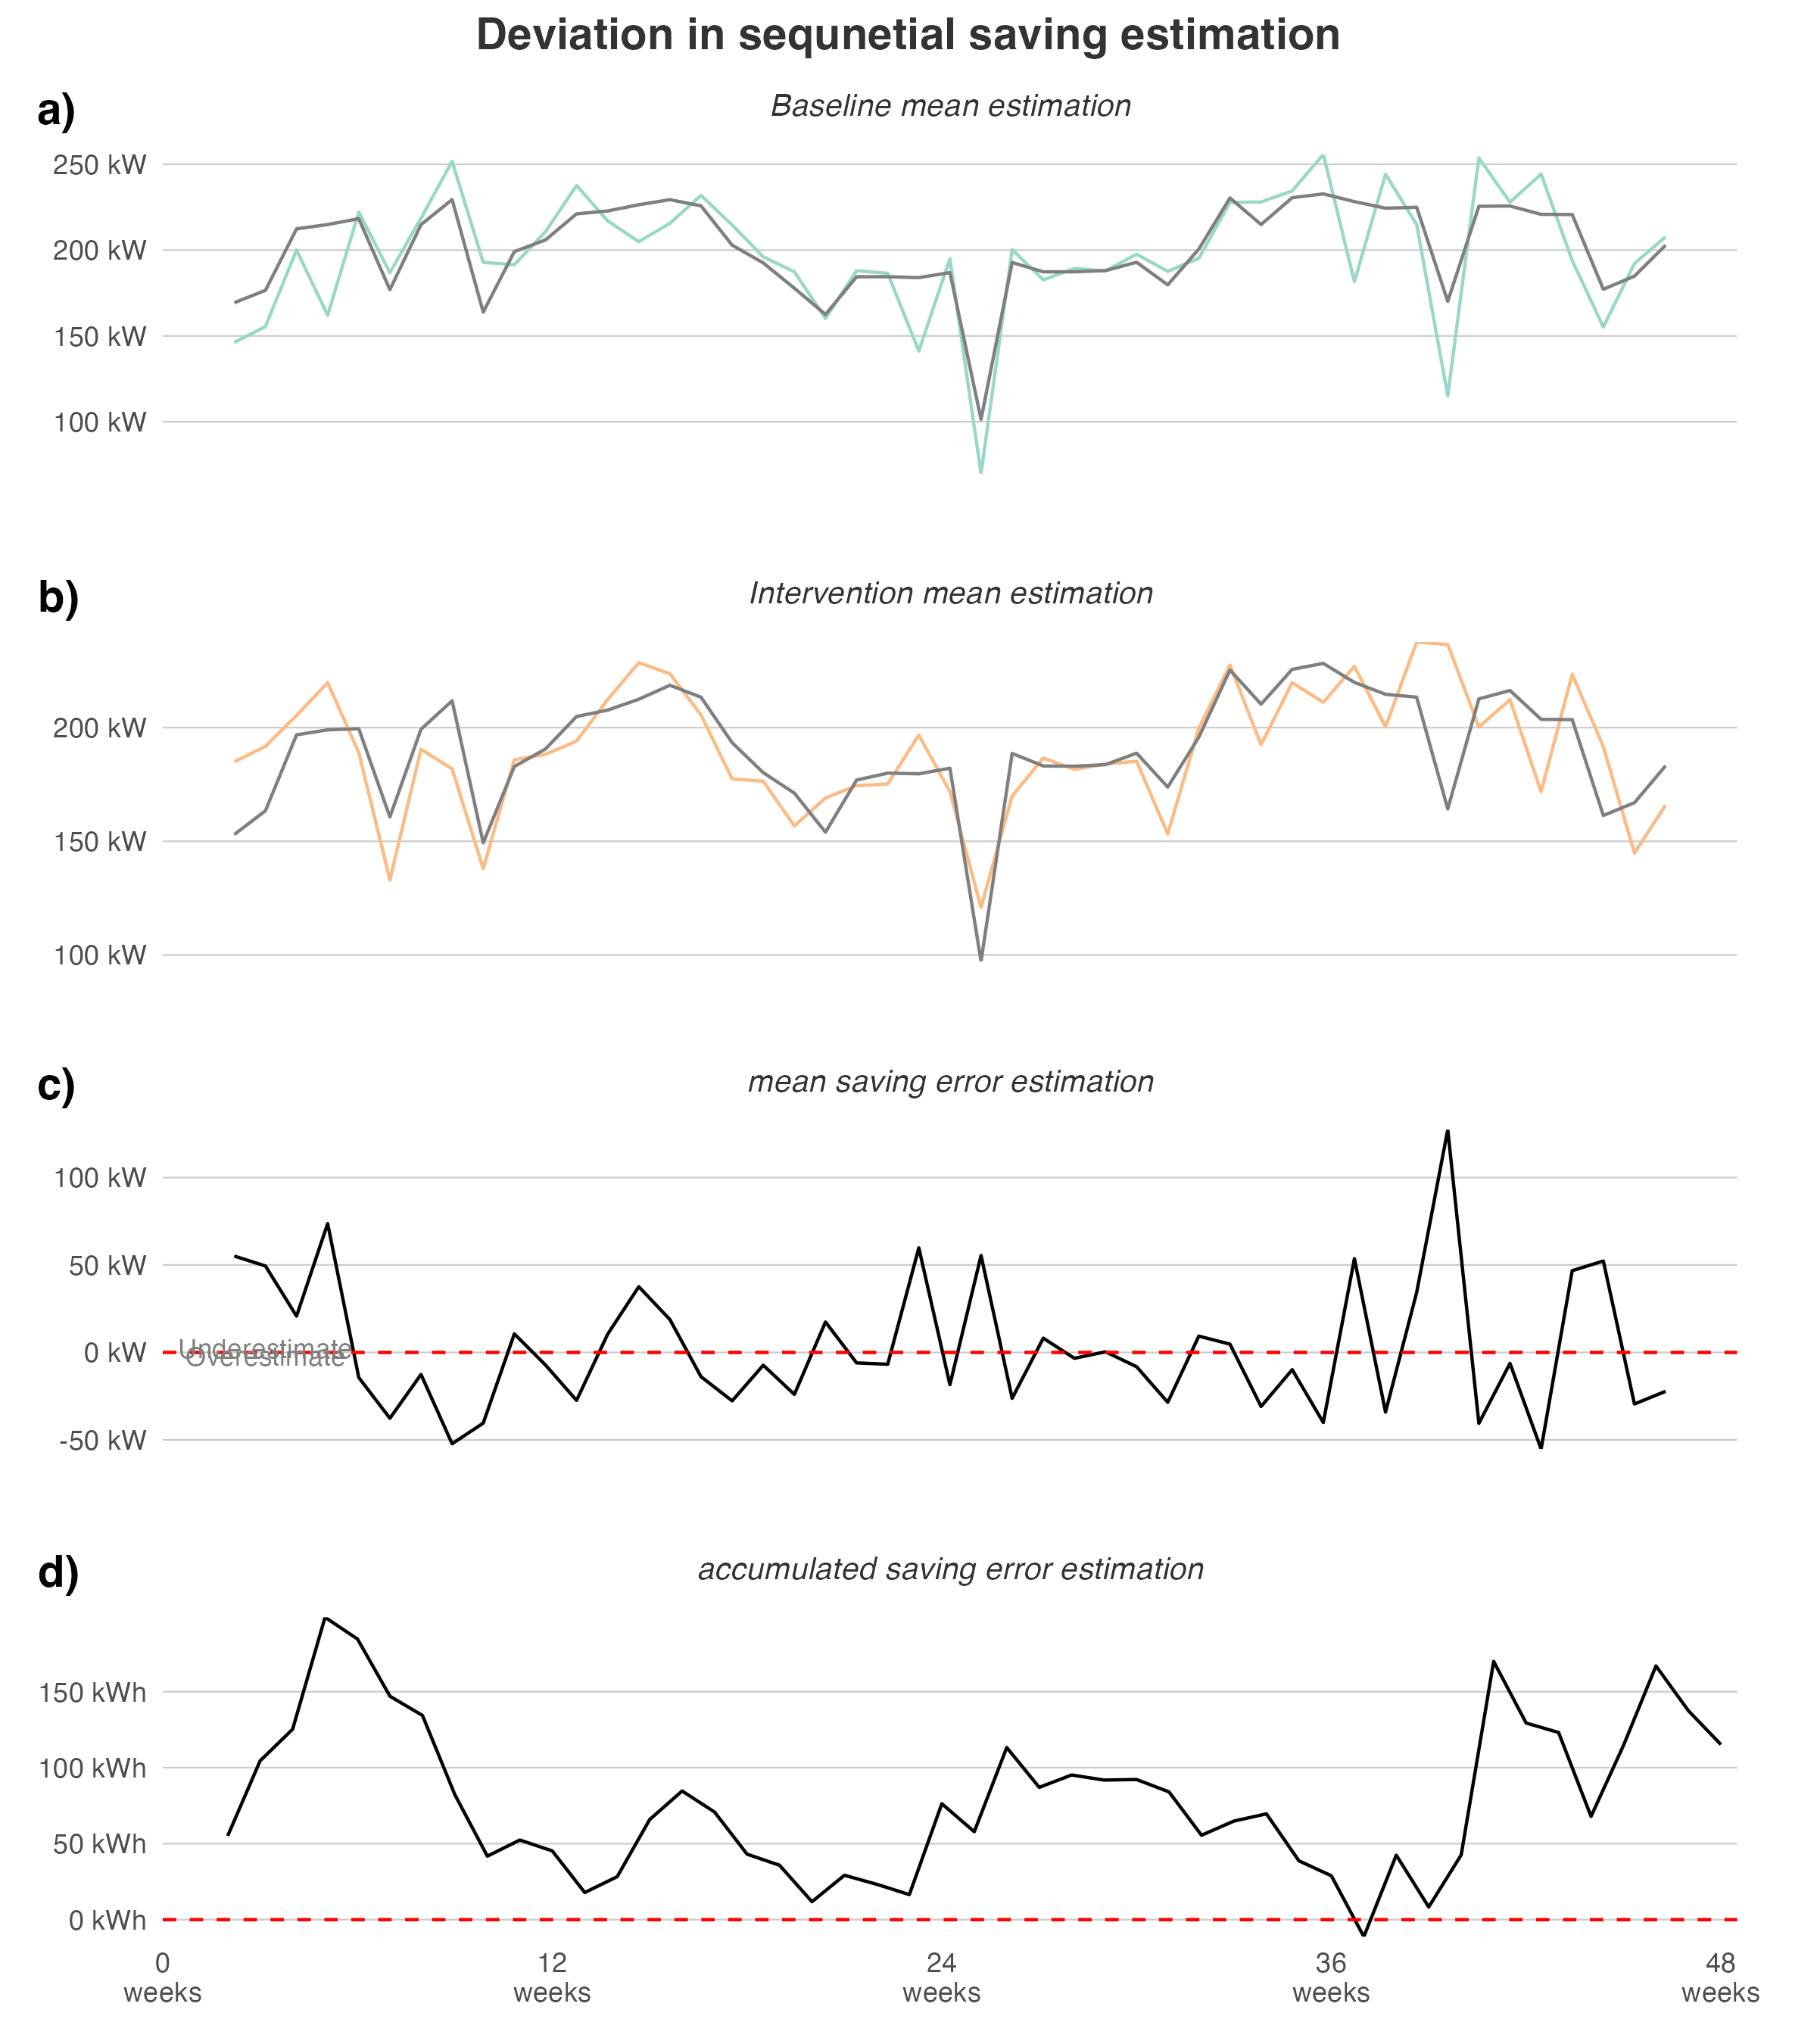 Deviation in sequnetial saving estimation
a)
Baseline mean estimation
250 kW
200 kW
150 kW
100 kW
b)
Intervention mean estimation
200 kW
150 kW
100 kW
c)
mean saving error estimation
100 kW
50 kW
Underestimate
0 kW
Overestimate
-50 kW
d)
accumulated saving error estimation
150 kWh
100 kWh
50 kWh
0 kWh
0 12 24 36 48
weeks weeks weeks weeks weeks